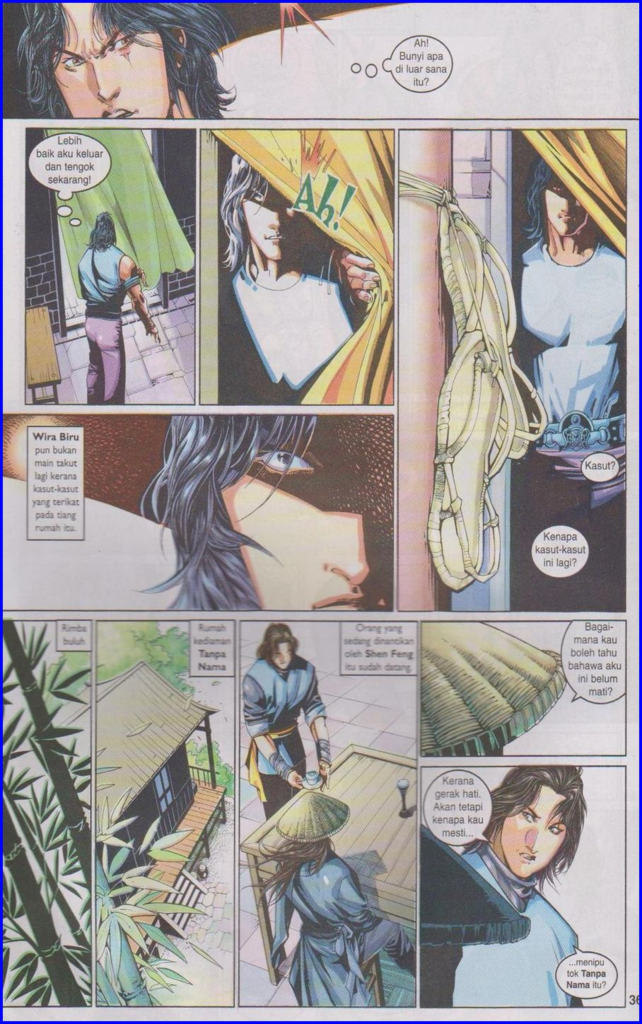 Ah!
Bunyi apa
di luar sana
itu?
Lebih
baik aku keluar
dan tengok
sekarang!
Ah!
Kasut?
Kenapa
kasut-kasut
ini lagi?
Wira Biru
pun bukan
main takut
lagi kerana
kasut-kasut
yang terikat
pada tiang
rumah itu.
Rimba
buluh
Rumah
kediaman
Tanpa
Nama
Orang yang
sedang dinantikan
oleh Shen Feng
itu sudah datang.
Bagai-
mana kau
boleh tahu
bahawa aku
ini belum
mati?
Kerana
gerak hati.
Akan tetapi
kenapa kau
mesti...
...menipu
tok Tanpa
Nama itu?
36